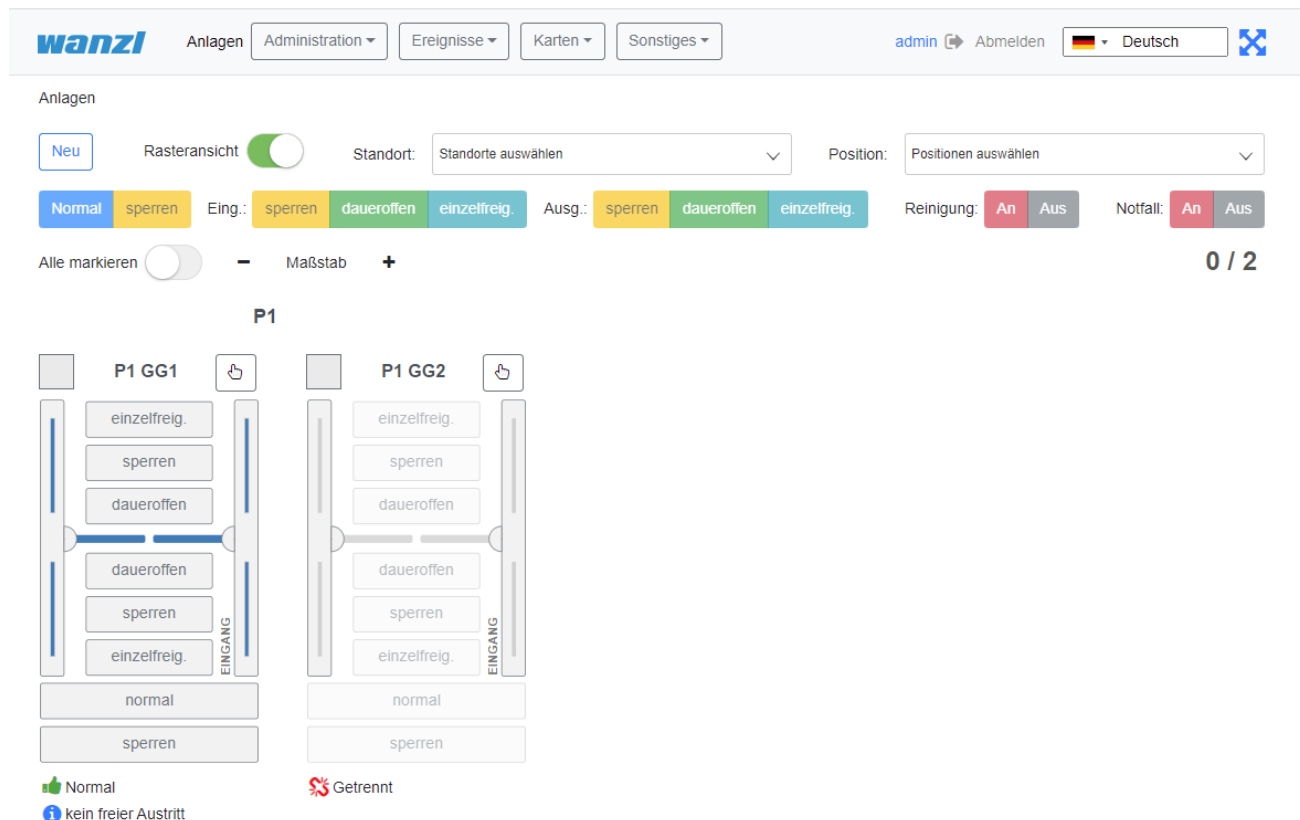 wanzl Anlagen Administration Ereignisse Karten Sonstiges admin Abmelden Deutsch
Anlagen
Neu Rasteransicht Standort: Standorte auswählen Position: Positionen auswählen
Normal sperren Eing.: sperren daueroffen einzelfreig. Ausg.: sperren daueroffen einzelfreig. Reinigung: An Aus Notfall: An Aus
Alle markieren − Maßstab + 0 / 2
P1
P1 GG1 P1 GG2
einzelfreig. einzelfreig.
sperren sperren
daueroffen daueroffen
daueroffen daueroffen
sperren sperren
einzelfreig. EINGANG einzelfreig. EINGANG
normal normal
sperren sperren
Normal Getrennt
kein freier Austritt